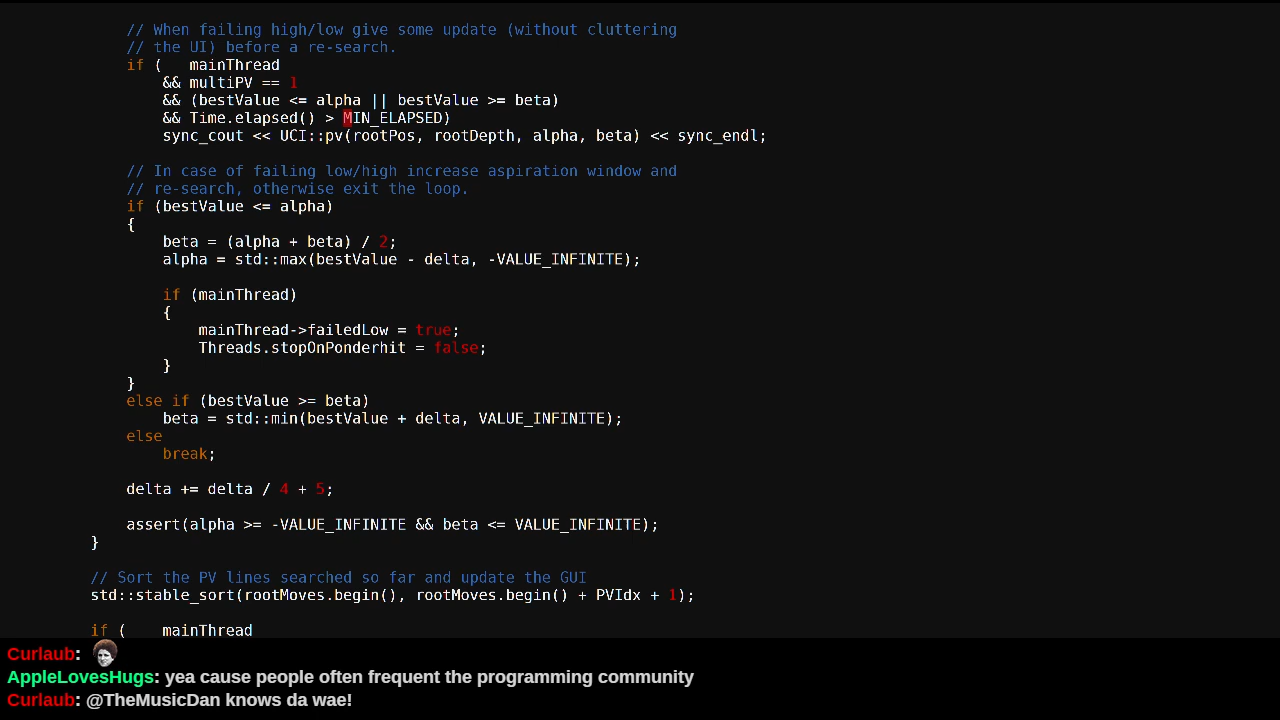 // When failing high/low give some update (without cluttering
// the UI) before a re-search.
if (   mainThread
    && multiPV == 1
    && (bestValue <= alpha || bestValue >= beta)
    && Time.elapsed() > MIN_ELAPSED)
    sync_cout << UCI::pv(rootPos, rootDepth, alpha, beta) << sync_endl;
// In case of failing low/high increase aspiration window and
// re-search, otherwise exit the loop.
if (bestValue <= alpha)
{
    beta = (alpha + beta) / 2;
    alpha = std::max(bestValue - delta, -VALUE_INFINITE);
    if (mainThread)
    {
        mainThread->failedLow = true;
        Threads.stopOnPonderhit = false;
    }
}
else if (bestValue >= beta)
    beta = std::min(bestValue + delta, VALUE_INFINITE);
else
    break;
delta += delta / 4 + 5;
assert(alpha >= -VALUE_INFINITE && beta <= VALUE_INFINITE);
}
// Sort the PV lines searched so far and update the GUI
std::stable_sort(rootMoves.begin(), rootMoves.begin() + PVIdx + 1);
if (    mainThread
Curlaub:
AppleLovesHugs: yea cause people often frequent the programming community
Curlaub: @TheMusicDan knows da wae!